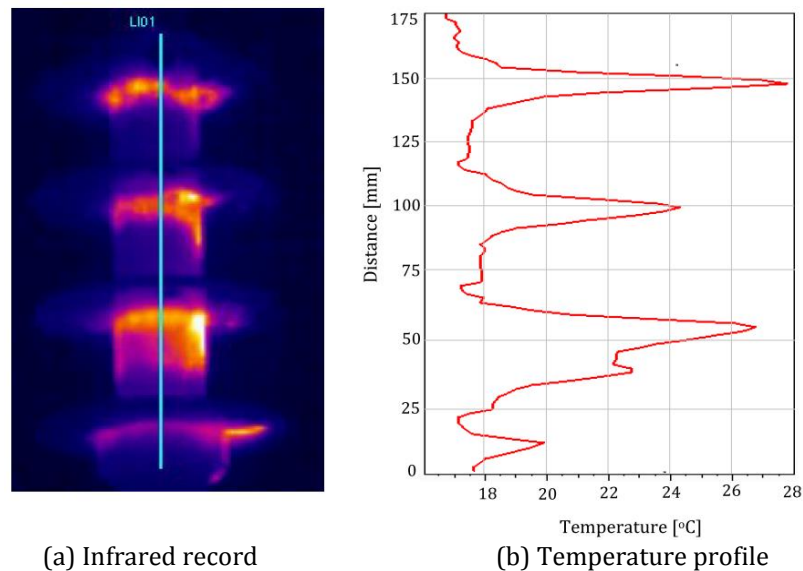 LI01
175
150
125
100
75
50
25
0
Distance [mm]
18 20 22 24 26 28
Temperature [°C]
(a) Infrared record
(b) Temperature profile